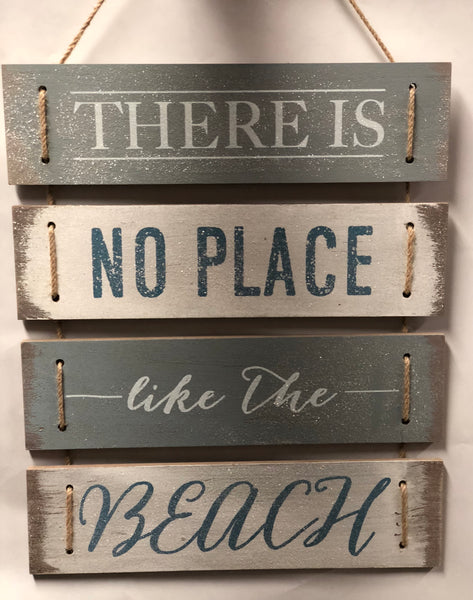 THERE IS
NO PLACE
like the
BEACH